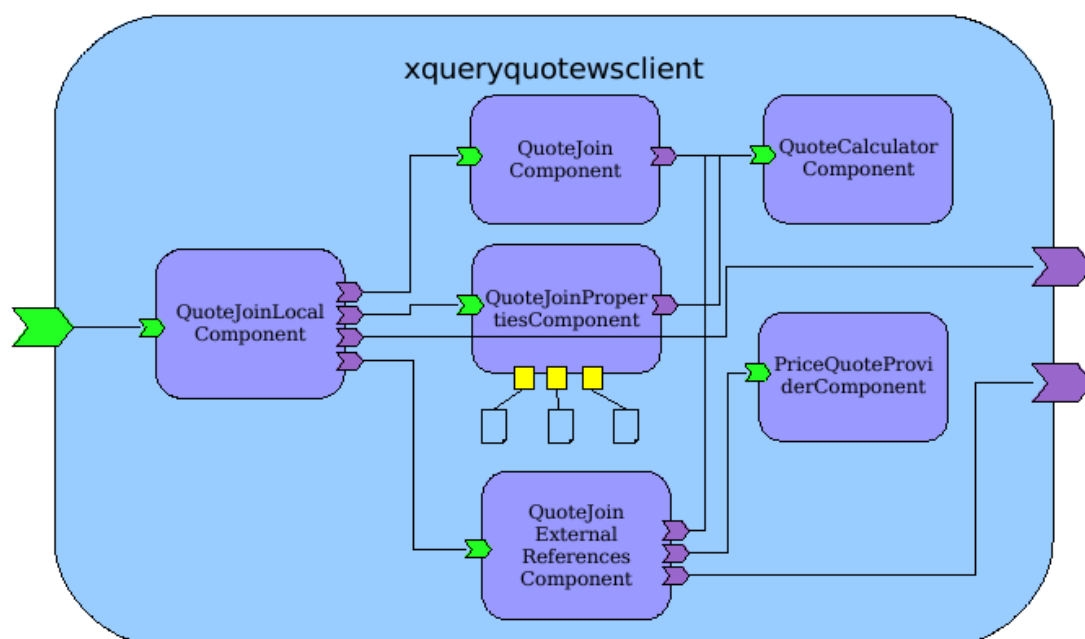 xqueryquotewsclient
QuoteJoin
Component
QuoteCalculator
Component
QuoteJoinLocal
Component
QuoteJoinProper
tiesComponent
PriceQuoteProvi
derComponent
QuoteJoin
External
References
Component